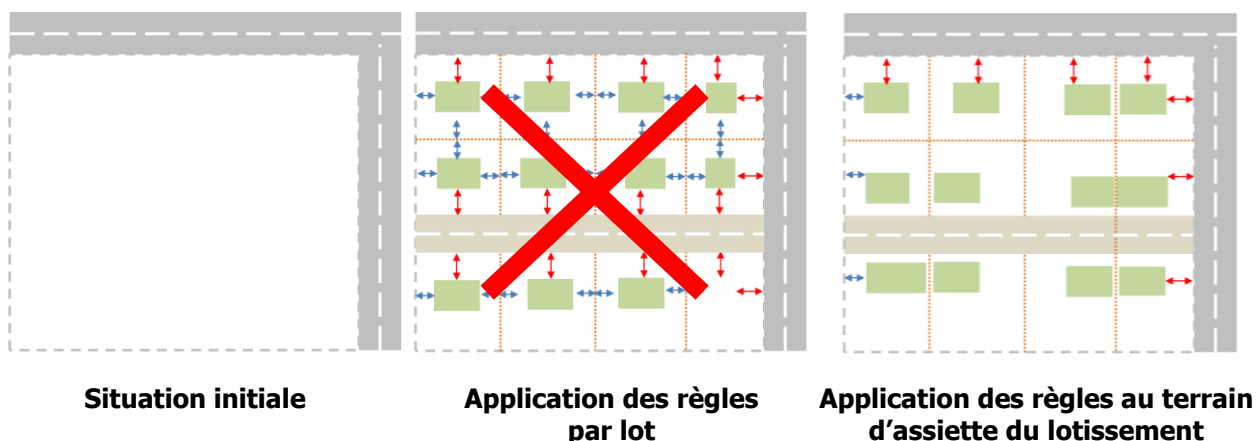 Situation initiale
Application des règles
par lot
Application des règles au terrain
d’assiette du lotissement